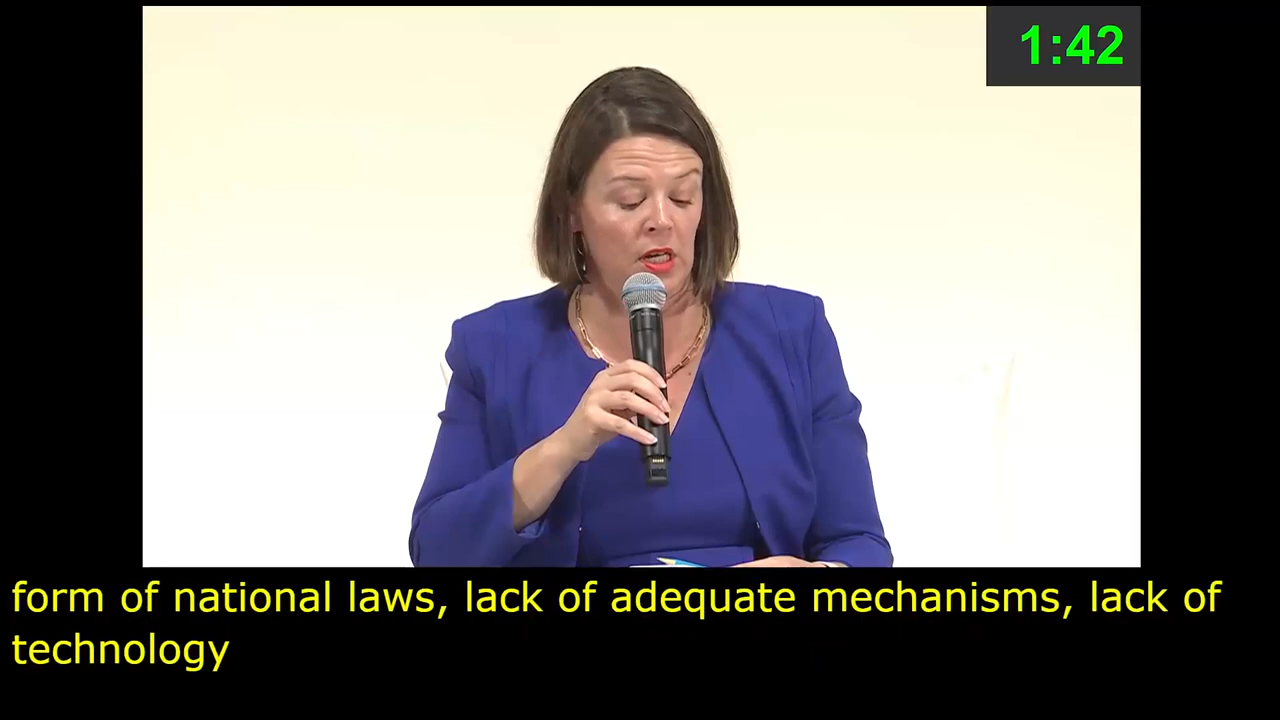 1:42
form of national laws, lack of adequate mechanisms, lack of
technology